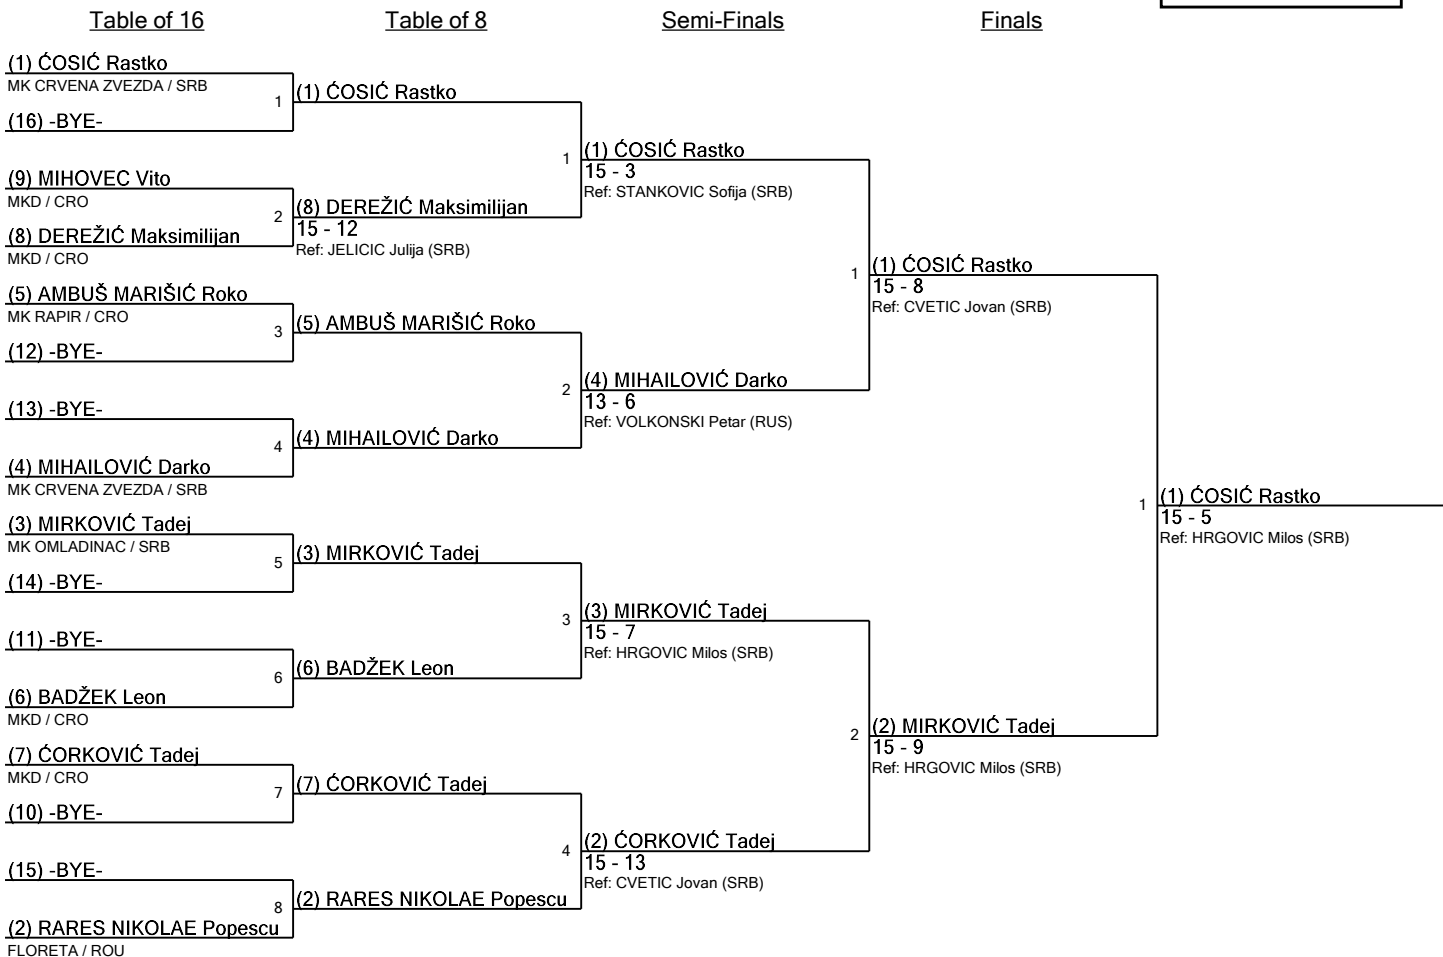 Table of 16
Table of 8
Semi-Finals
Finals
(1) ĆOSIĆ Rastko
MK CRVENA ZVEZDA / SRB
1
(16) -BYE-
(9) MIHOVEC Vito
MKD / CRO
2
(8) DEREŽIĆ Maksimilijan
MKD / CRO
(5) AMBUŠ MARIŠIĆ Roko
MK RAPIR / CRO
3
(12) -BYE-
(13) -BYE-
4
(4) MIHAILOVIĆ Darko
MK CRVENA ZVEZDA / SRB
(3) MIRKOVIĆ Tadej
MK OMLADINAC / SRB
5
(14) -BYE-
(11) -BYE-
6
(6) BADŽEK Leon
MKD / CRO
(7) ĆORKOVIĆ Tadej
MKD / CRO
7
(10) -BYE-
(15) -BYE-
8
(2) RARES NIKOLAE Popescu
FLORETA / ROU
(1) ĆOSIĆ Rastko
1
(8) DEREŽIĆ Maksimilijan
15 - 12
Ref: JELICIC Julija (SRB)
(5) AMBUŠ MARIŠIĆ Roko
2
(4) MIHAILOVIĆ Darko
(3) MIRKOVIĆ Tadej
3
(6) BADŽEK Leon
(7) ĆORKOVIĆ Tadej
4
(2) RARES NIKOLAE Popescu
(1) ĆOSIĆ Rastko
15 - 3
Ref: STANKOVIC Sofija (SRB)
1
(4) MIHAILOVIĆ Darko
13 - 6
Ref: VOLKONSKI Petar (RUS)
(3) MIRKOVIĆ Tadej
15 - 7
Ref: HRGOVIC Milos (SRB)
2
(2) ĆORKOVIĆ Tadej
15 - 13
Ref: CVETIC Jovan (SRB)
(1) ĆOSIĆ Rastko
15 - 8
Ref: CVETIC Jovan (SRB)
1
(2) MIRKOVIĆ Tadej
15 - 9
Ref: HRGOVIC Milos (SRB)
(1) ĆOSIĆ Rastko
15 - 5
Ref: HRGOVIC Milos (SRB)